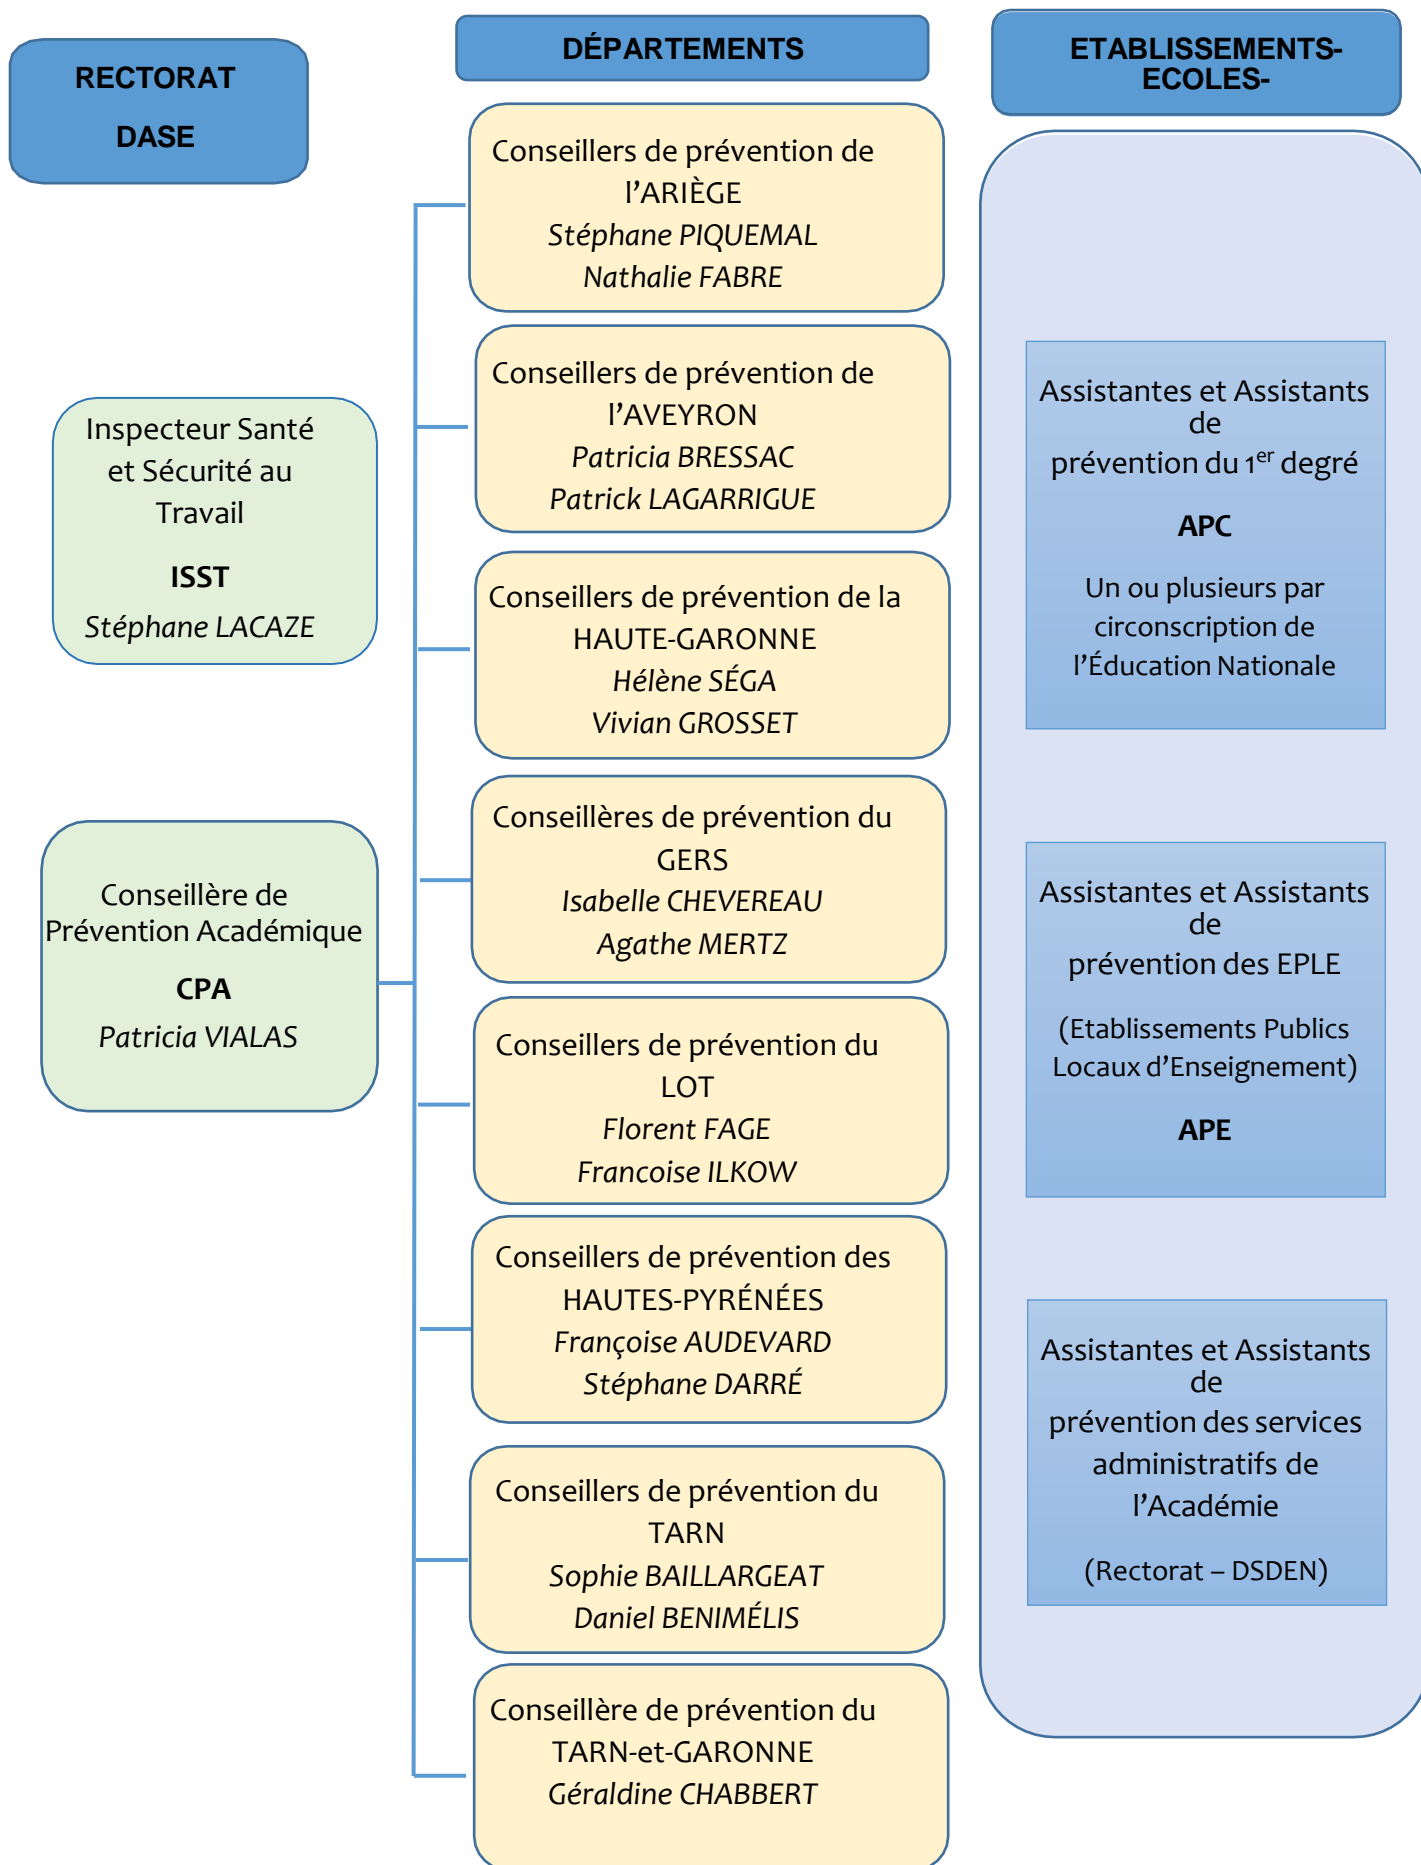 RECTORAT
DASE
Inspecteur Santé
et Sécurité au
Travail
ISST
Stéphane LACAZE
Conseillère de
Prévention Académique
CPA
Patricia VIALAS
DÉPARTEMENTS
Conseillers de prévention de
l’ARIÈGE
Stéphane PIQUEMAL
Nathalie FABRE
Conseillers de prévention de
l’AVEYRON
Patricia BRESSAC
Patrick LAGARRIGUE
Conseillers de prévention de la
HAUTE-GARONNE
Hélène SÉGA
Vivian GROSSET
Conseillères de prévention du
GERS
Isabelle CHEVEREAU
Agathe MERTZ
Conseillers de prévention du
LOT
Florent FAGE
Francoise ILKOW
Conseillers de prévention des
HAUTES-PYRÉNÉES
Françoise AUDEVARD
Stéphane DARRÉ
Conseillers de prévention du
TARN
Sophie BAILLARGEAT
Daniel BENIMÉLIS
Conseillère de prévention du
TARN-et-GARONNE
Géraldine CHABBERT
ETABLISSEMENTS-
ECOLES-
Assistantes et Assistants
de
prévention du 1er degré
APC
Un ou plusieurs par
circonscription de
l’Éducation Nationale
Assistantes et Assistants
de
prévention des EPLE
(Etablissements Publics
Locaux d’Enseignement)
APE
Assistantes et Assistants
de
prévention des services
administratifs de
l’Académie
(Rectorat – DSDEN)